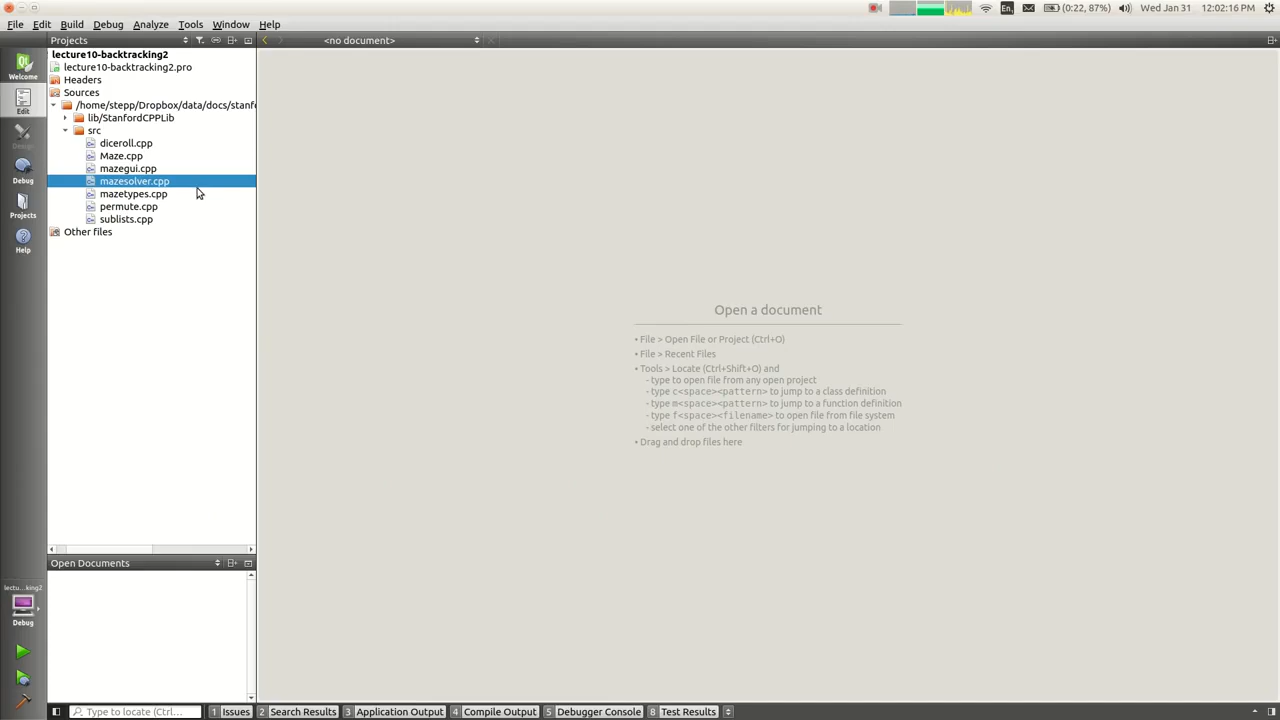 En,
(0:22, 87%)
Wed Jan 31
12:02:16 PM
File Edit Build Debug Analyze Tools Window Help
Projects
<no document>
lecture10-backtracking2
lecture10-backtracking2.pro
Headers
Sources
/home/stepp/Dropbox/data/docs/stanf
lib/StanfordCPPLib
src
diceroll.cpp
Maze.cpp
mazegui.cpp
mazesolver.cpp
mazetypes.cpp
permute.cpp
sublists.cpp
Other files
Qt
Welcome
Edit
Design
Debug
Projects
Help
Open a document
• File > Open File or Project (Ctrl+O)
• File > Recent Files
• Tools > Locate (Ctrl+Shift+O) and
- type to open file from any open project
- type c<space><pattern> to jump to a class definition
- type m<space><pattern> to jump to a function definition
- type f<space><filename> to open file from file system
- select one of the other filters for jumping to a location
• Drag and drop files here
Open Documents
lectu...king2
Debug
Type to locate (Ctrl...
1 Issues
2 Search Results
3 Application Output
4 Compile Output
5 Debugger Console
8 Test Results